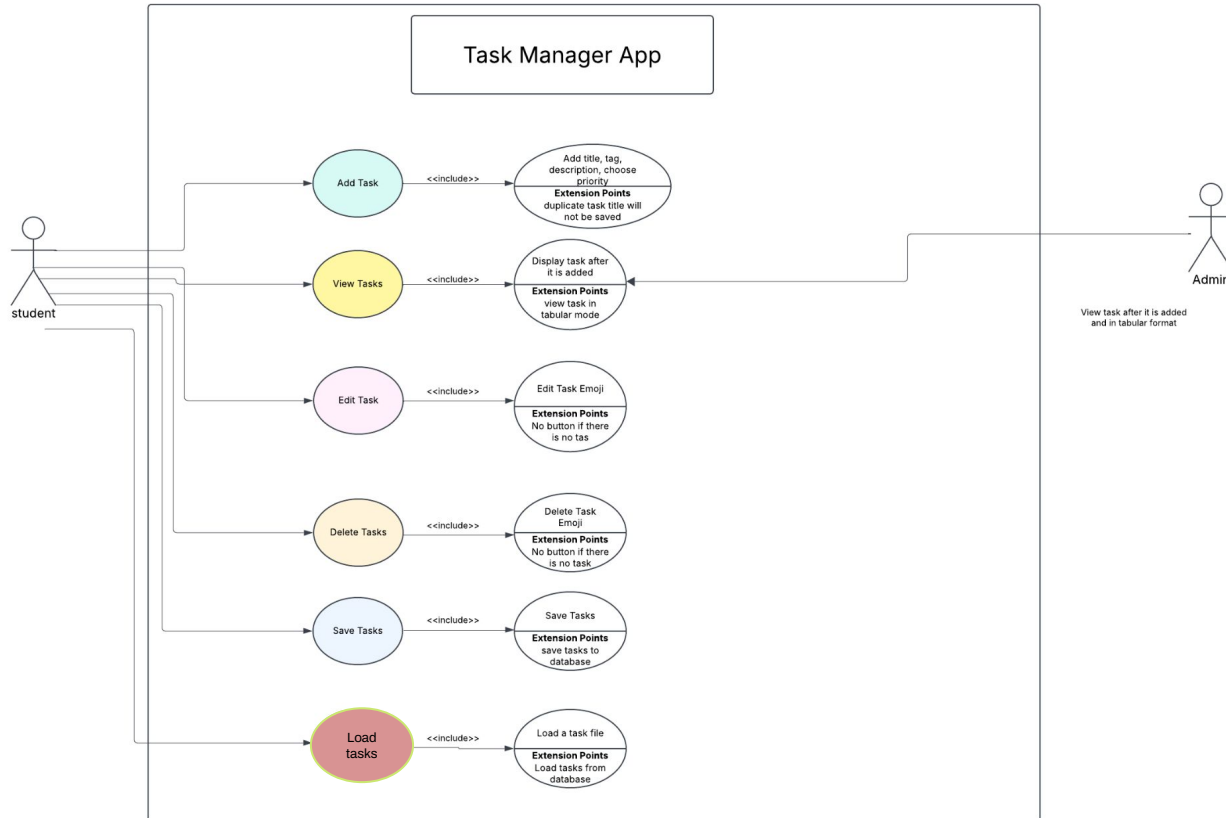 Task Manager App
Add Task
<<include>>
Add title, tag,
description, choose
priority
Extension Points
duplicate task title will
not be saved
View Tasks
<<include>>
Display task after
it is added
Extension Points
view task in
tabular mode
student
Admin
View task after it is added
and in tabular format
Edit Task
<<include>>
Edit Task Emoji
Extension Points
No button if there
is no tas
Delete Tasks
<<include>>
Delete Task
Emoji
Extension Points
No button if there
is no task
Save Tasks
<<include>>
Save Tasks
Extension Points
save tasks to
database
Load
tasks
<<include>>
Load a task file
Extension Points
Load tasks from
database